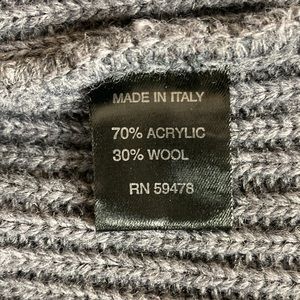 MADE IN ITALY
70% ACRYLIC
30% WOOL
RN 59478